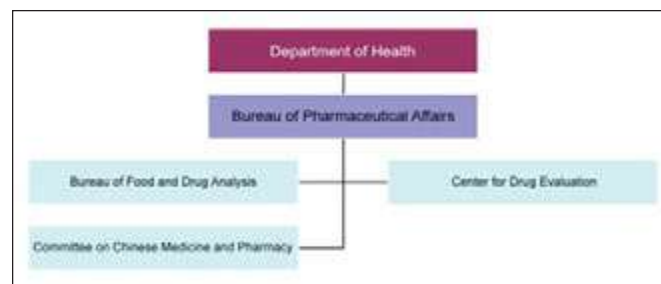 Department of Health
Bureau of Pharmaceutical Affairs
Bureau of Food and Drug Analysis
Center for Drug Evaluation
Committee on Chinese Medicine and Pharmacy